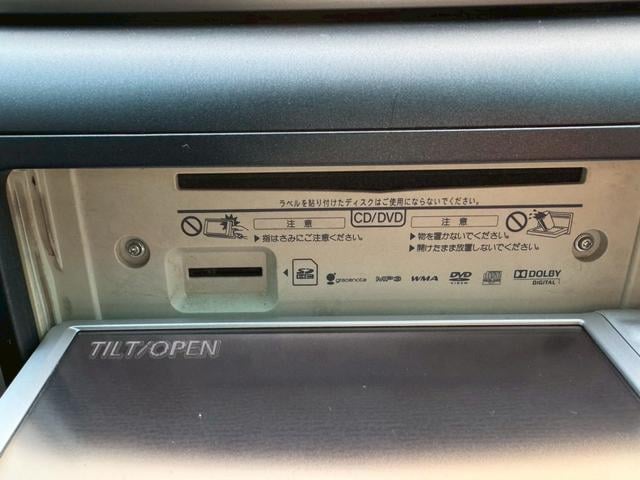 ラベルを貼り付けたディスクはご使用にならないでください。
注意 CD/DVD 注意
▶指はさみにご注意ください。
▶物を置かないでください。
▶開けたまま放置しないでください。
SD gracenote MP3 WMA DVD VIDEO DOLBY DIGITAL
TILT/OPEN